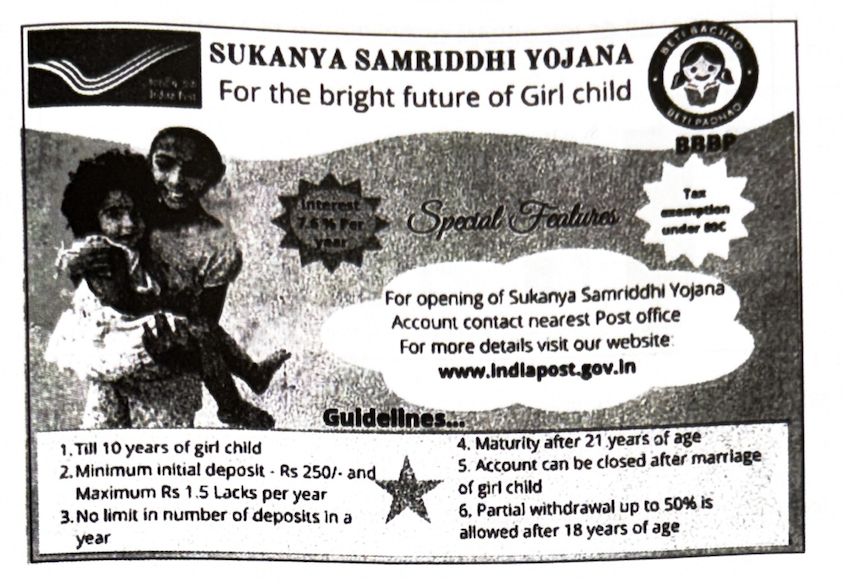 SUKANYA SAMRIDDHI YOJANA
For the bright future of Girl child
BETI BACHAO
BETI PADHAO
BBBP
Interest
7.6 % Per
year
Special Features
Tax
exemption
under 80C
For opening of Sukanya Samriddhi Yojana
Account contact nearest Post office
For more details visit our website:
www.indiapost.gov.in
Guidelines...
1. Till 10 years of girl child
2. Minimum initial deposit - Rs 250/- and
Maximum Rs 1.5 Lacks per year
3. No limit in number of deposits in a
year
4. Maturity after 21 years of age
5. Account can be closed after marriage
of girl child
6. Partial withdrawal up to 50% is
allowed after 18 years of age